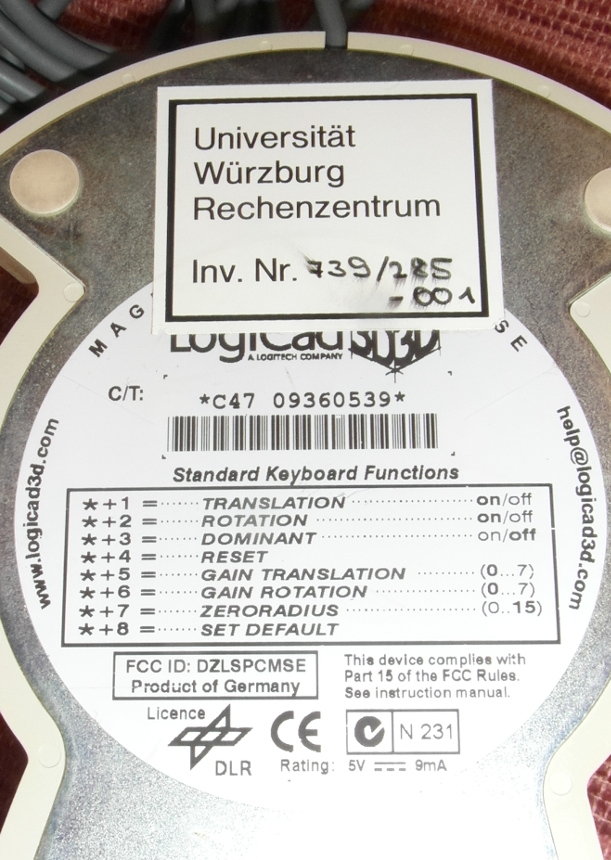 Universität
Würzburg
Rechenzentrum
Inv. Nr. 739/285
-001
MAG SE
LogiCad 3D
A LOGITECH COMPANY
C/T: *C47 09360539*
www.logicad3d.com
help@logicad3d.com
Standard Keyboard Functions
*+1 = ...... TRANSLATION ...... on/off
*+2 = ...... ROTATION ...... on/off
*+3 = ...... DOMINANT ...... on/off
*+4 = ...... RESET
*+5 = ...... GAIN TRANSLATION ...... (0...7)
*+6 = ...... GAIN ROTATION ...... (0...7)
*+7 = ...... ZERORADIUS ...... (0...15)
*+8 = ...... SET DEFAULT
FCC ID: DZLSPCMSE
Product of Germany
This device complies with
Part 15 of the FCC Rules.
See instruction manual.
Licence
DLR
CE
N 231
Rating: 5V 9mA